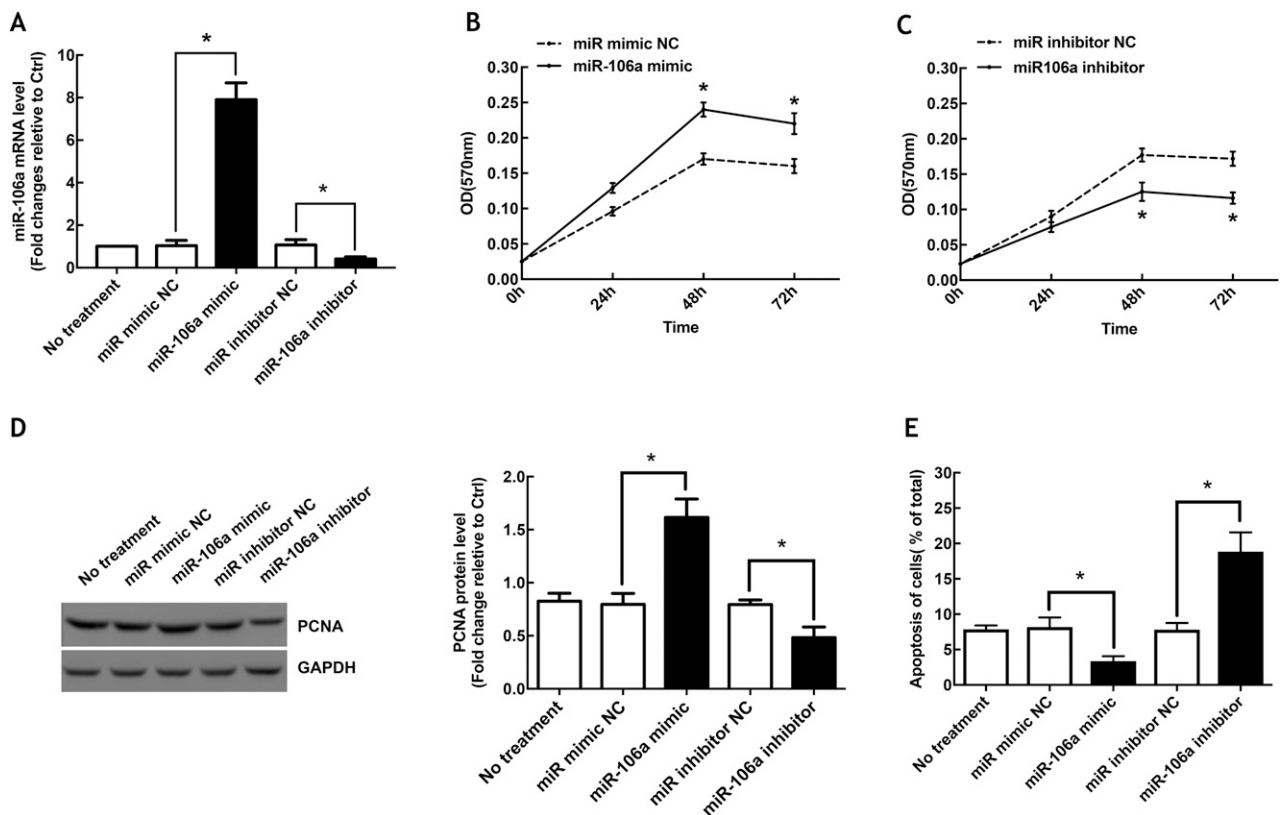 A
miR-106a mRNA level
(Fold changes reletive to Ctrl)
10
8
6
4
2
0
*
*
No treatment
miR mimic NC
miR-106a mimic
miR inhibitor NC
miR-106a inhibitor
B
miR mimic NC
miR-106a mimic
OD(570nm)
0.30
0.25
0.20
0.15
0.10
0.05
0.00
*
*
0h
24h
48h
72h
Time
C
miR inhibitor NC
miR106a inhibitor
OD(570nm)
0.30
0.25
0.20
0.15
0.10
0.05
0.00
*
*
0h
24h
48h
72h
Time
D
No treatment
miR mimic NC
miR-106a mimic
miR inhibitor NC
miR-106a inhibitor
PCNA
GAPDH
PCNA protein level
(Fold change reletive to Ctrl)
2.0
1.5
1.0
0.5
0.0
*
*
No treatment
miR mimic NC
miR-106a mimic
miR inhibitor NC
miR-106a inhibitor
E
Apoptosis of cells( % of total)
30
25
20
15
10
5
0
*
*
No treatment
miR mimic NC
miR-106a mimic
miR inhibitor NC
miR-106a inhibitor